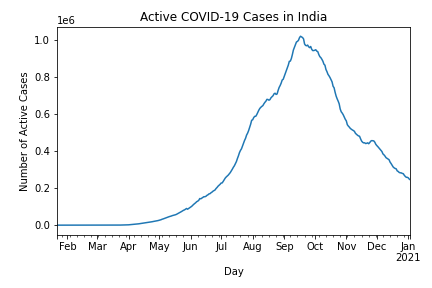 Active COVID-19 Cases in India
1e6
Number of Active Cases
1.0
0.8
0.6
0.4
0.2
0.0
Feb Mar Apr May Jun Jul Aug Sep Oct Nov Dec Jan
2021
Day